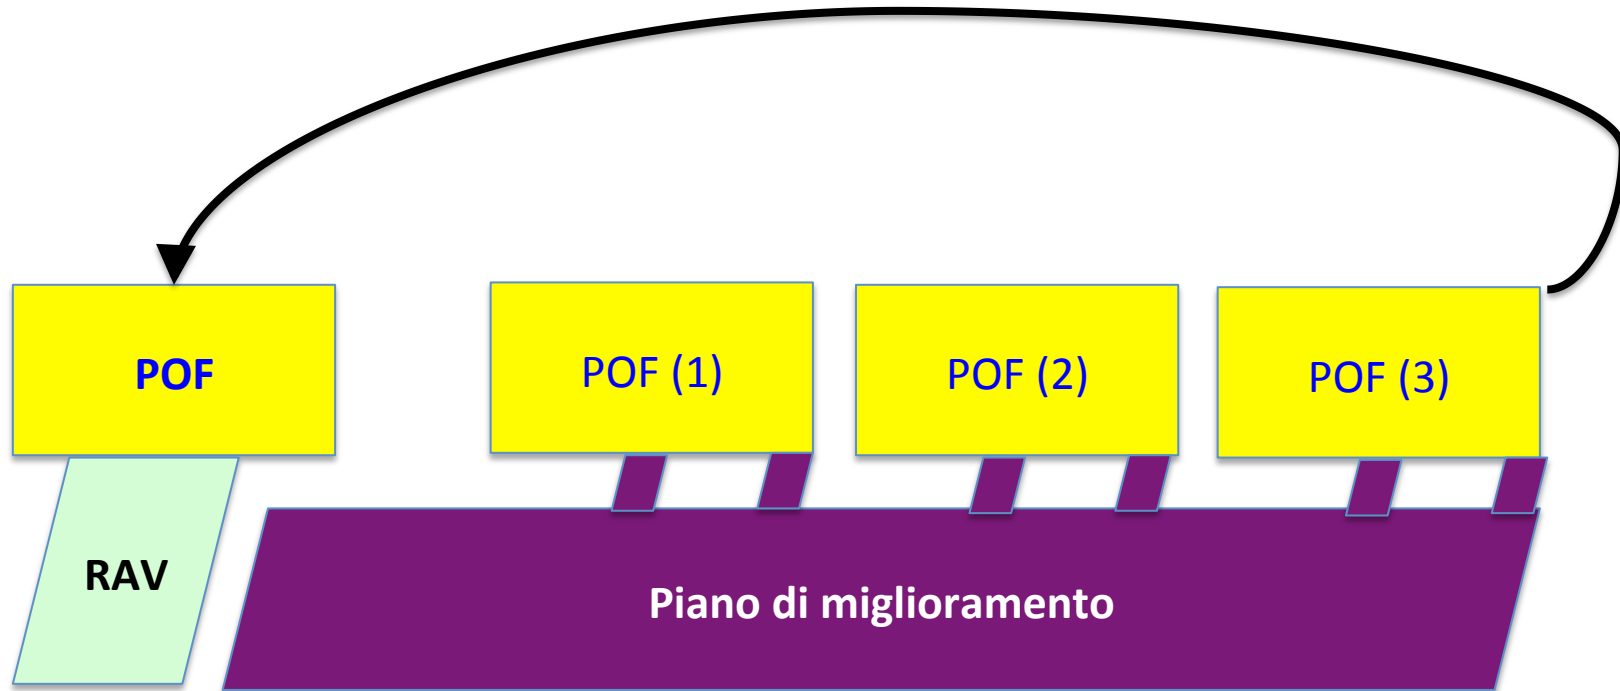 POF
POF (1)
POF (2)
POF (3)
RAV
Piano di miglioramento